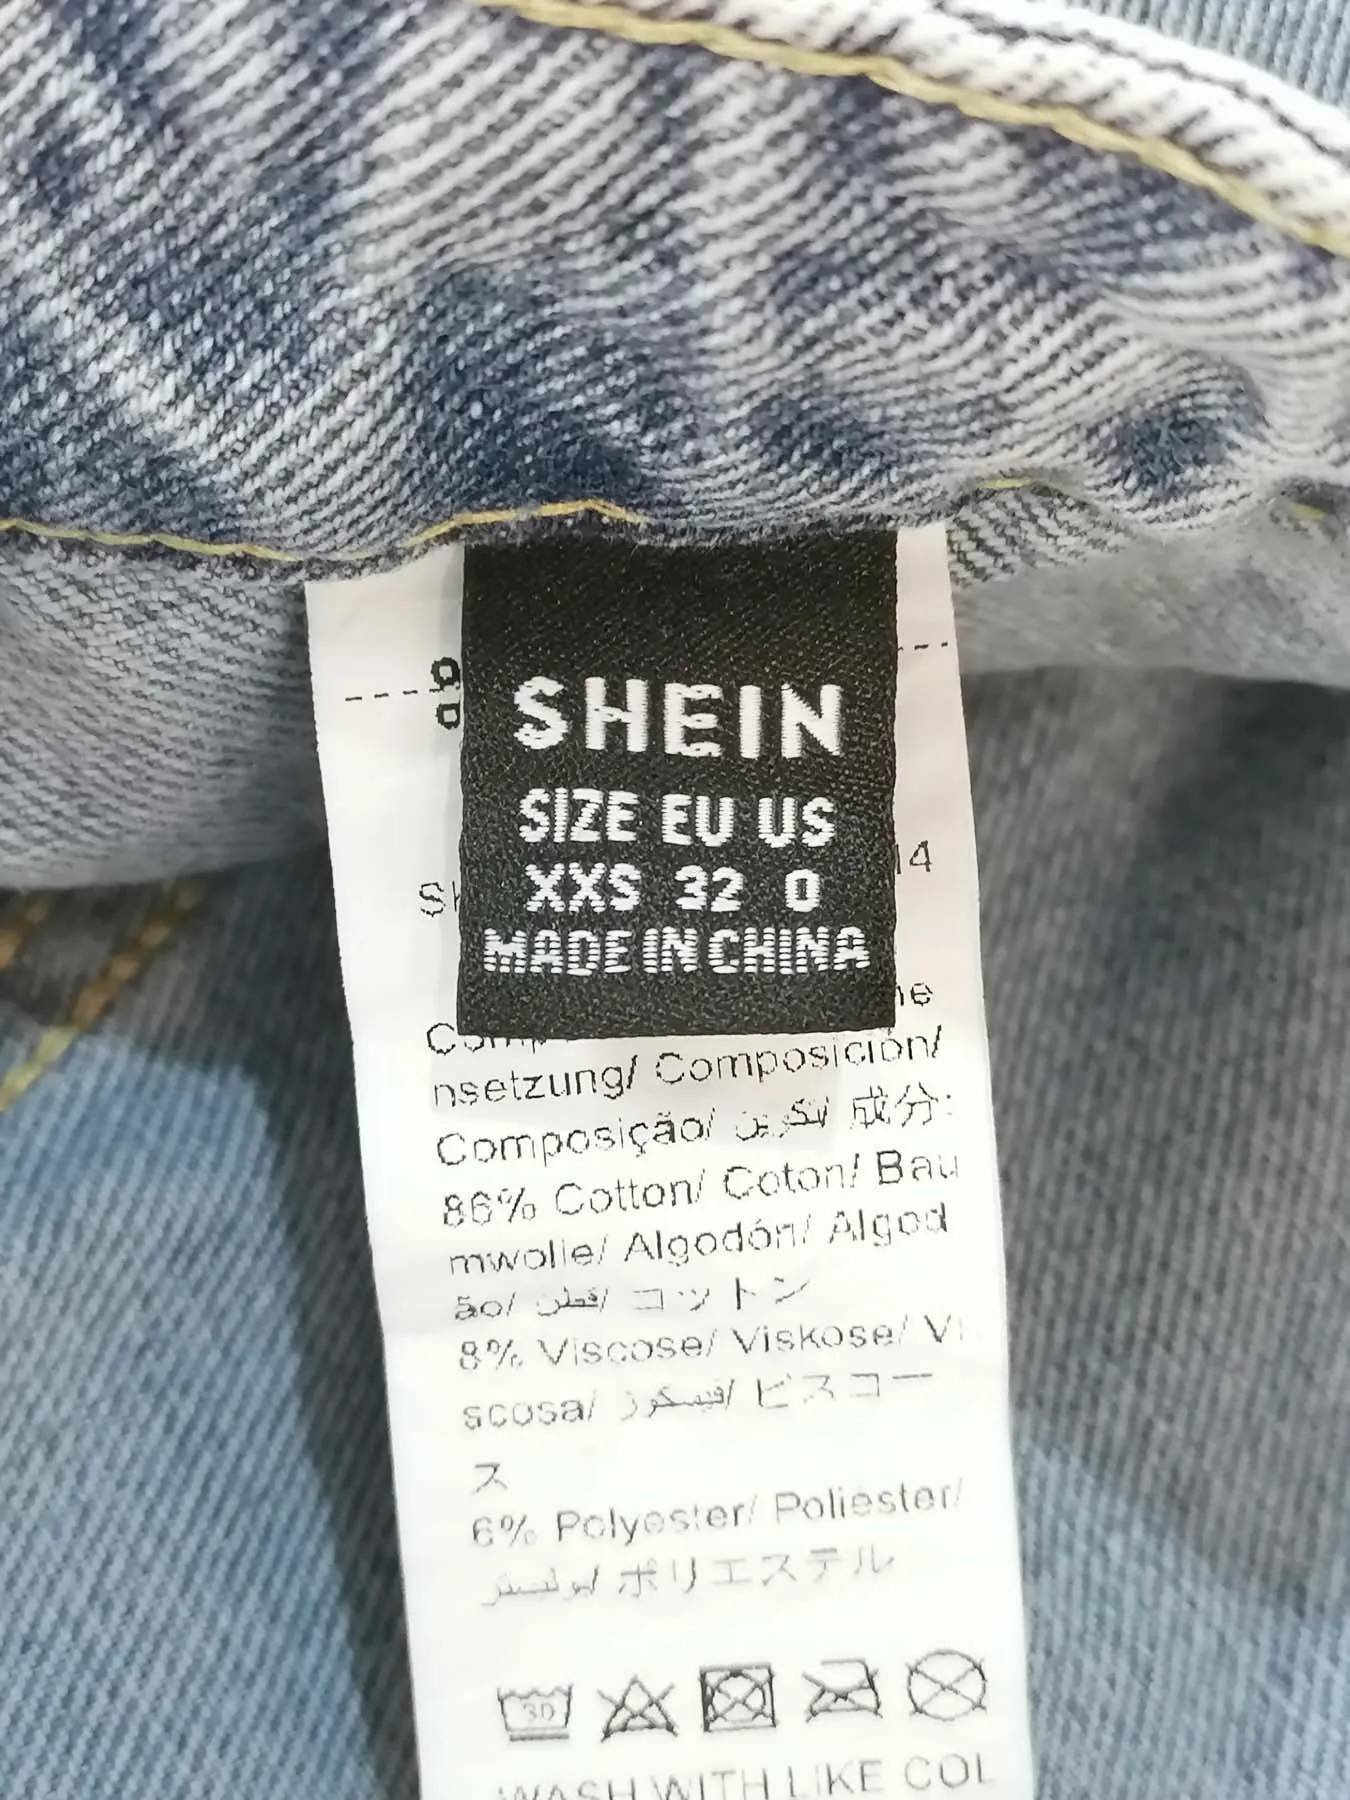 SHEIN
SIZE EU US
XXS 32 0
MADE IN CHINA
nsetzung/ Composición/
Composição/ تكوين/ 成分:
86% Cotton/ Coton/ Bau
mwolle/ Algodón/ Algod
ão/ قطن/ コットン
8% Viscose/ Viskose/ Vi
scosa/ فيسكوز/ ビスコー
ス
6% Polyester/ Poliester/
بوليستر/ ポリエステル
30
WASH WITH LIKE COL